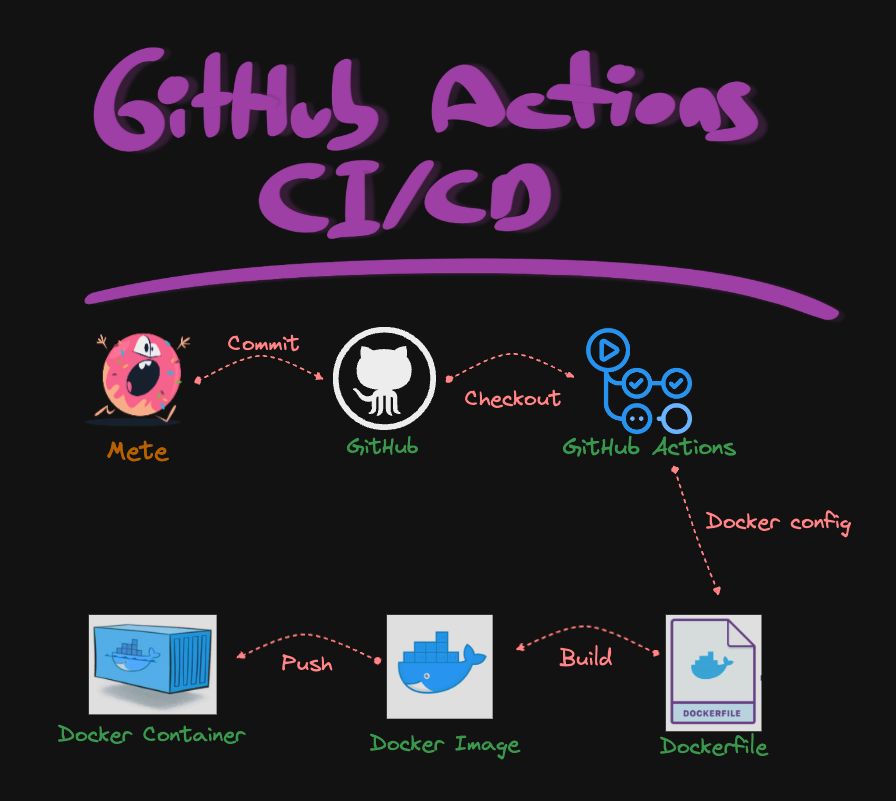 GitHub Actions
CI/CD
Commit
Checkout
Mete
GitHub
GitHub Actions
Docker config
Push
Build
DOCKERFILE
Docker Container
Docker Image
Dockerfile